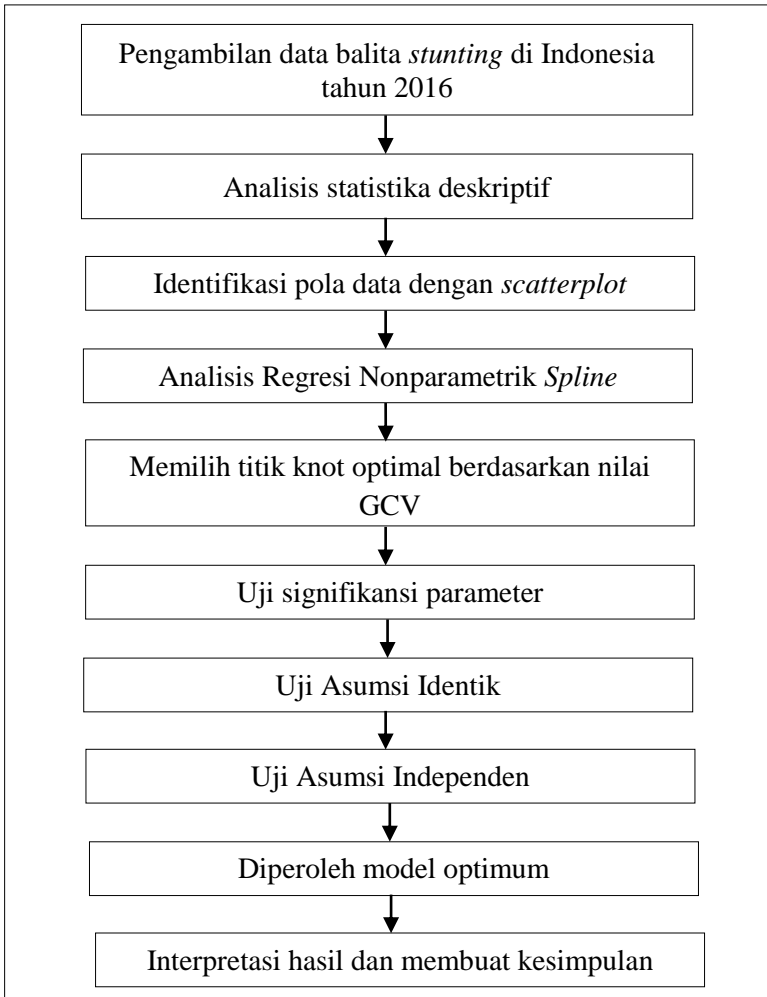 Pengambilan data balita stunting di Indonesia
tahun 2016
Analisis statistika deskriptif
Identifikasi pola data dengan scatterplot
Analisis Regresi Nonparametrik Spline
Memilih titik knot optimal berdasarkan nilai
GCV
Uji signifikansi parameter
Uji Asumsi Identik
Uji Asumsi Independen
Diperoleh model optimum
Interpretasi hasil dan membuat kesimpulan